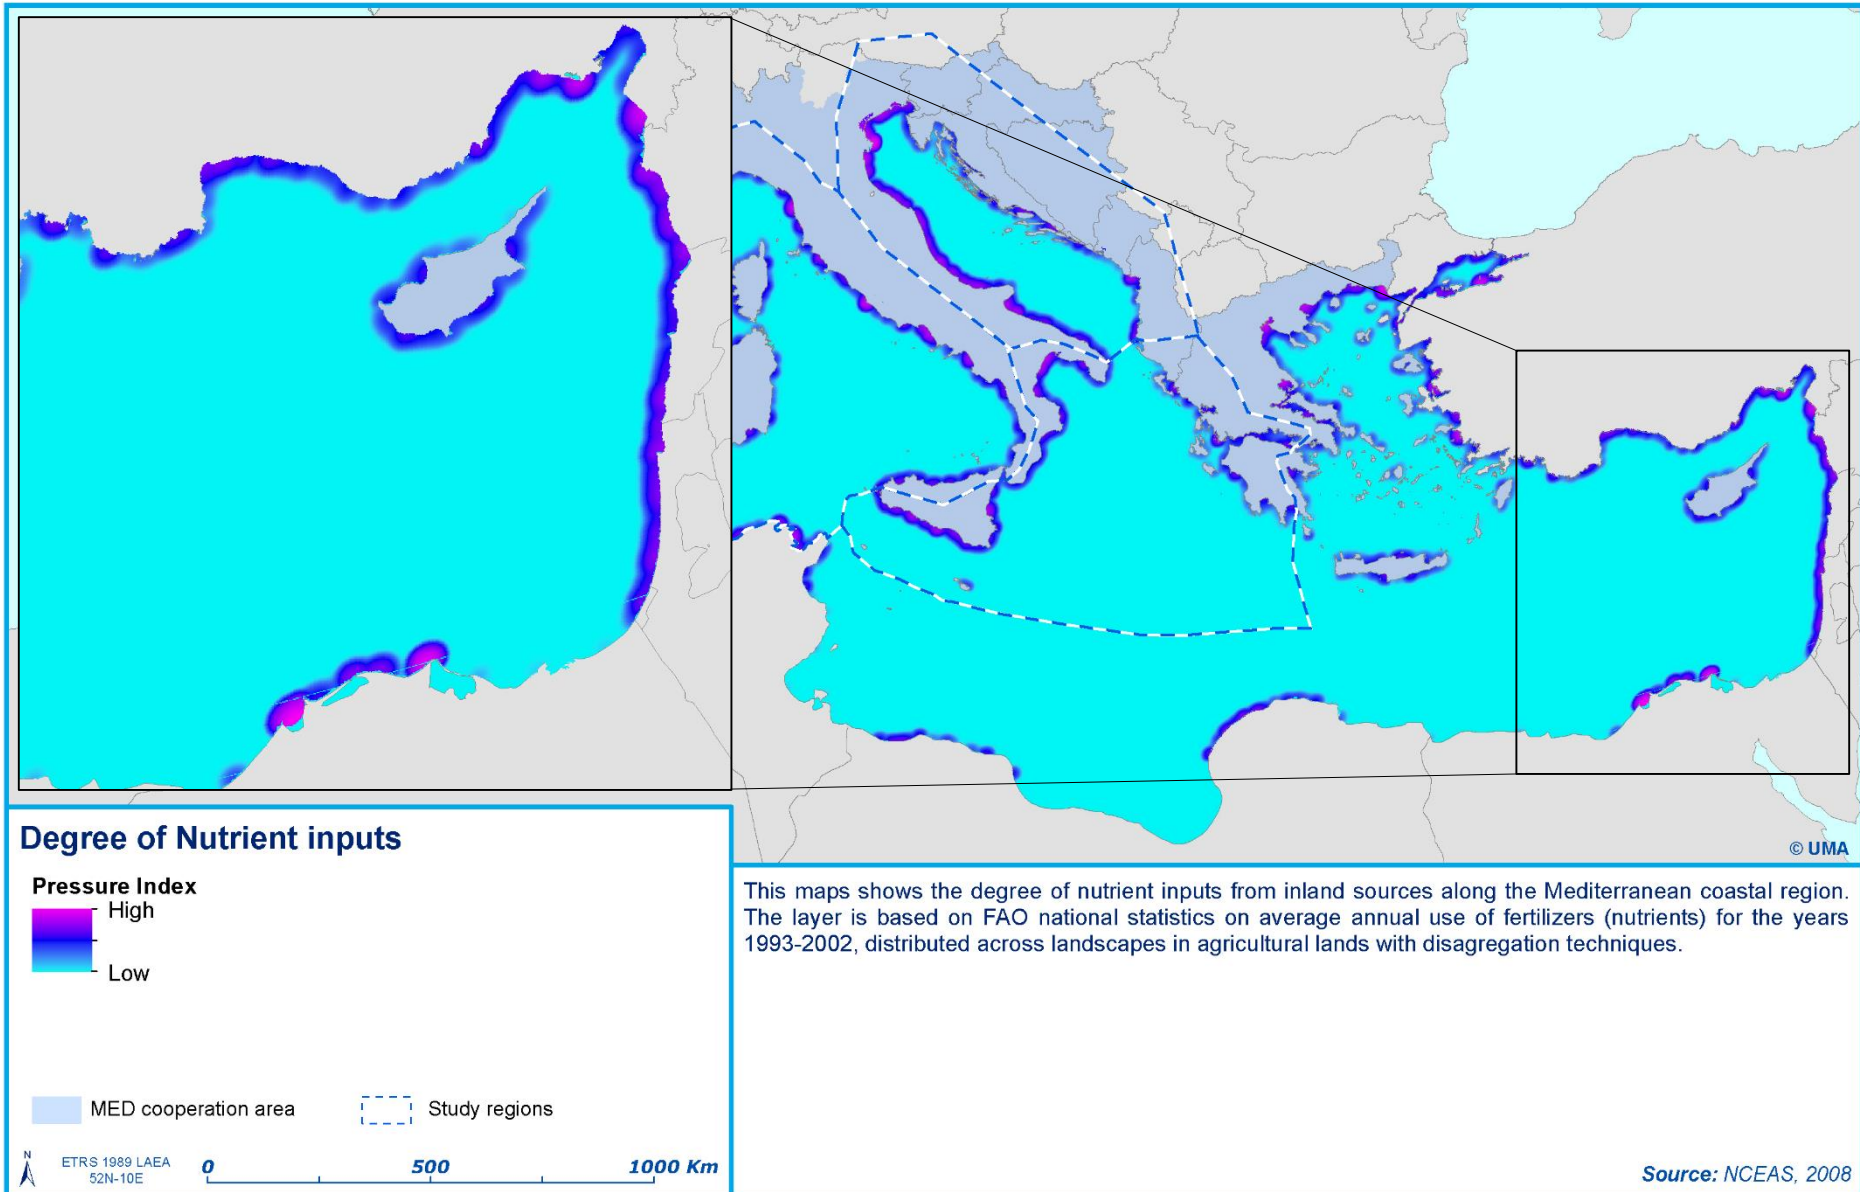 © UMA
Degree of Nutrient inputs
Pressure Index
High
Low
MED cooperation area
Study regions
N
ETRS 1989 LAEA
52N-10E
0 500 1000 Km
This maps shows the degree of nutrient inputs from inland sources along the Mediterranean coastal region.
The layer is based on FAO national statistics on average annual use of fertilizers (nutrients) for the years
1993-2002, distributed across landscapes in agricultural lands with disagregation techniques.
Source: NCEAS, 2008